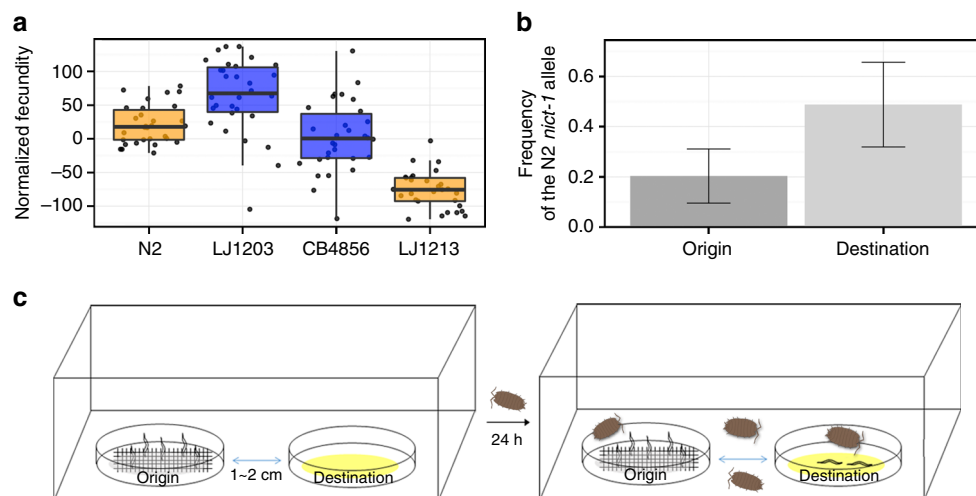 a
Normalized fecundity
100
50
0
−50
−100
N2
LJ1203
CB4856
LJ1213
b
Frequency
of the N2 nict-1 allele
0.6
0.4
0.2
0.0
Origin
Destination
c
Origin
1~2 cm
Destination
24 h
Origin
Destination